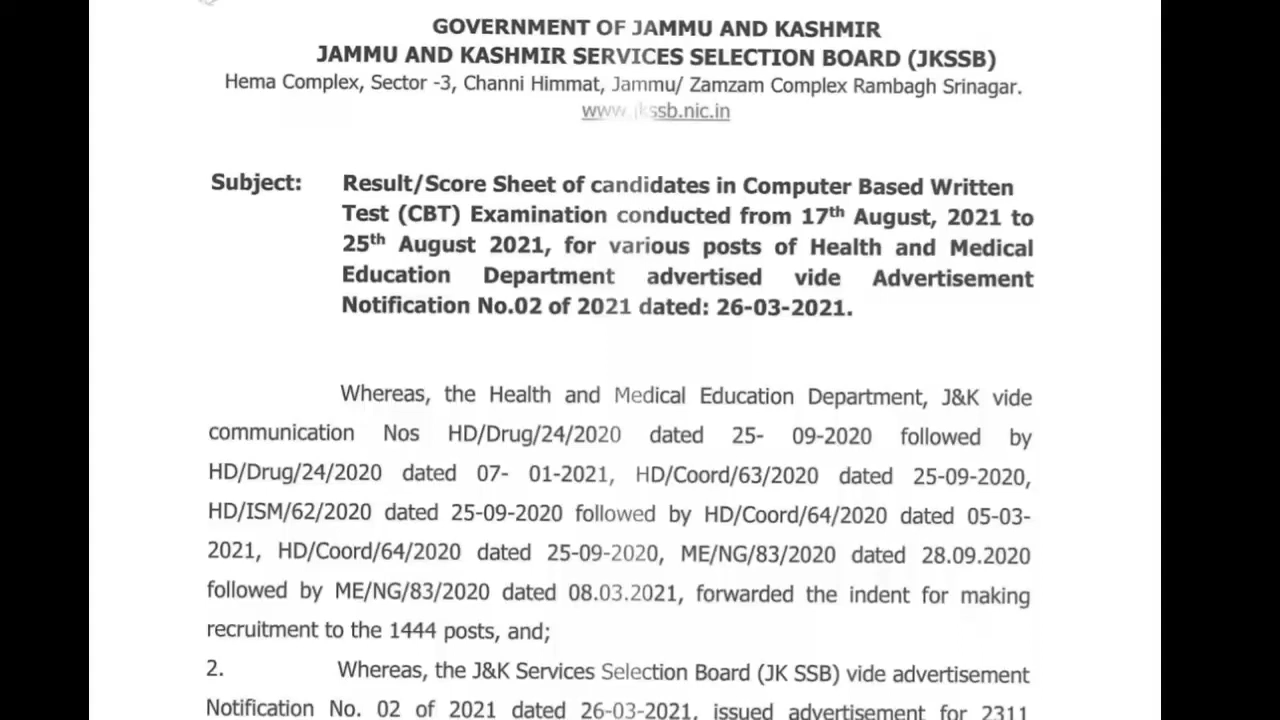 GOVERNMENT OF JAMMU AND KASHMIR
JAMMU AND KASHMIR SERVICES SELECTION BOARD (JKSSB)
Hema Complex, Sector -3, Channi Himmat, Jammu/ Zamzam Complex Rambagh Srinagar.
www.jkssb.nic.in
Subject: Result/Score Sheet of candidates in Computer Based Written
Test (CBT) Examination conducted from 17th August, 2021 to
25th August 2021, for various posts of Health and Medical
Education Department advertised vide Advertisement
Notification No.02 of 2021 dated: 26-03-2021.
Whereas, the Health and Medical Education Department, J&K vide
communication Nos HD/Drug/24/2020 dated 25- 09-2020 followed by
HD/Drug/24/2020 dated 07- 01-2021, HD/Coord/63/2020 dated 25-09-2020,
HD/ISM/62/2020 dated 25-09-2020 followed by HD/Coord/64/2020 dated 05-03-
2021, HD/Coord/64/2020 dated 25-09-2020, ME/NG/83/2020 dated 28.09.2020
followed by ME/NG/83/2020 dated 08.03.2021, forwarded the indent for making
recruitment to the 1444 posts, and;
2. Whereas, the J&K Services Selection Board (JK SSB) vide advertisement
Notification No. 02 of 2021 dated 26-03-2021, issued advertisement for 2311